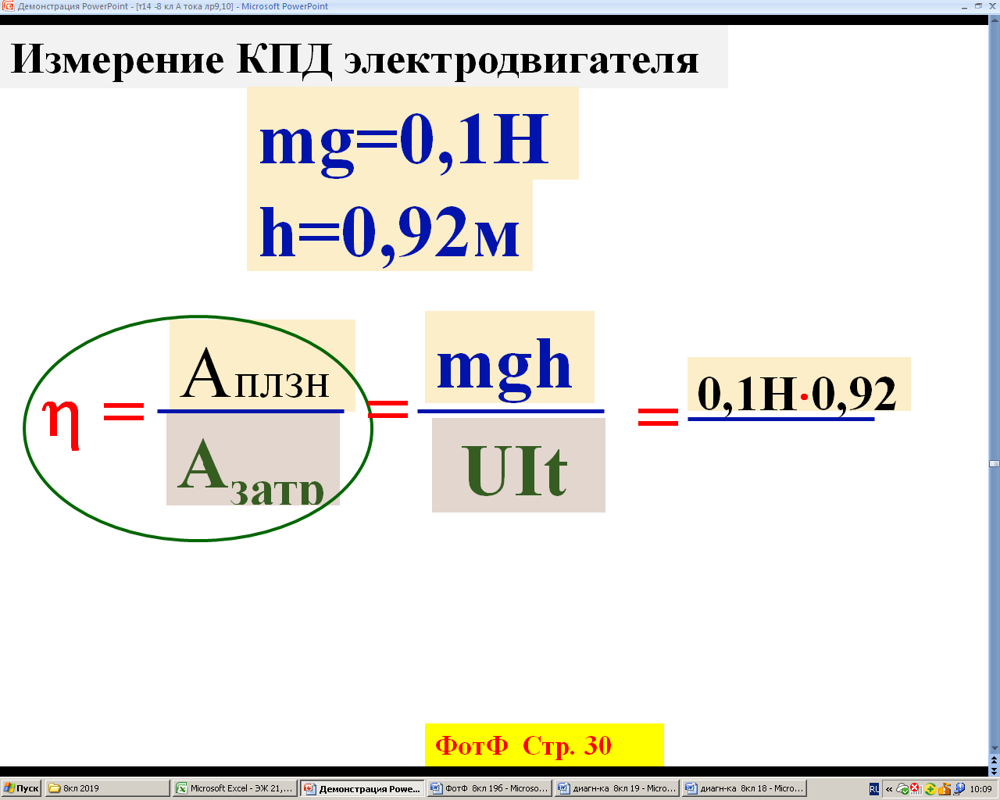 Демонстрация PowerPoint - [т14 -8 кл А тока лр9,10] - Microsoft PowerPoint
Измерение КПД электродвигателя
mg=0,1Н
h=0,92м
η = Аплзн / Азатр = mgh / UIt = 0,1Н·0,92
ФотФ Стр. 30
Пуск
8кл 2019
Microsoft Excel - ЭЖ 21,...
Демонстрация Powe...
ФотФ 8кл 19б - Microso...
диагн-ка 8кл 19 - Micro...
диагн-ка 8кл 18 - Micro...
RU
«
10:09